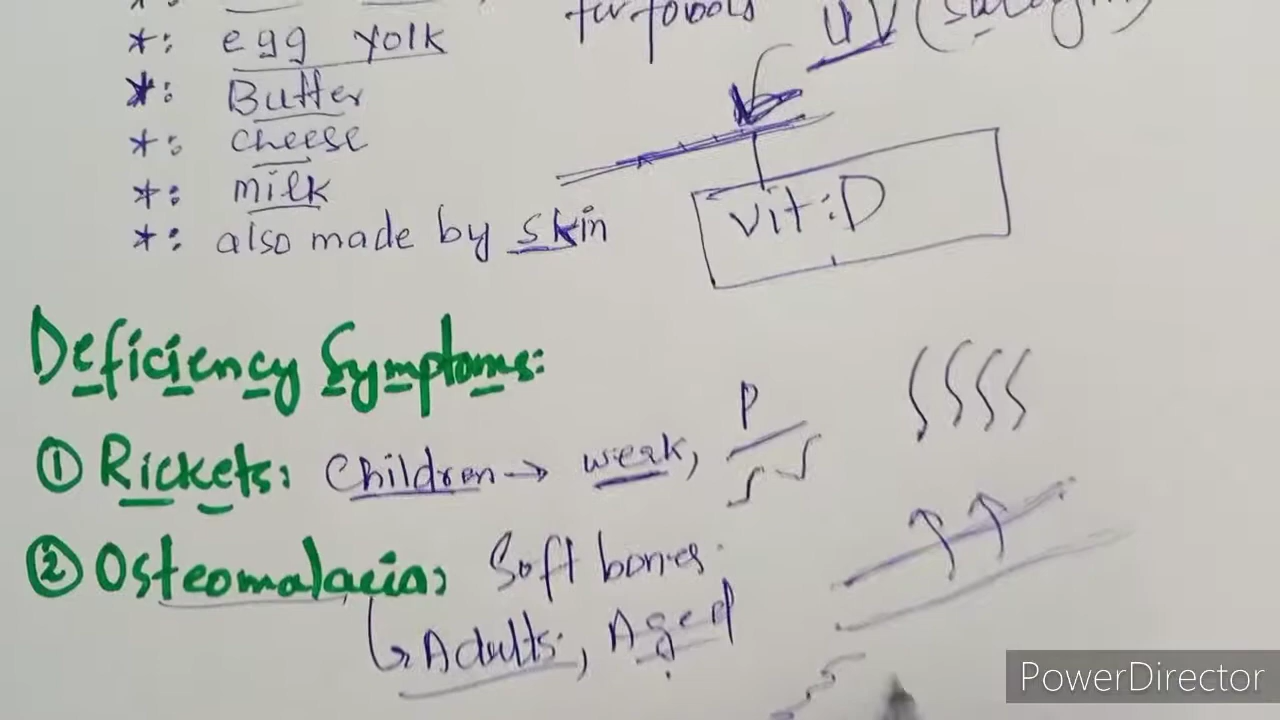 *: egg yolk
*: Butter
*: cheese
*: milk
*: also made by skin
UV
vit:D
Deficiency Symptoms:
① Rickets: Children → weak, P
② Osteomalacia: Soft bones
Adults, Aged
PowerDirector